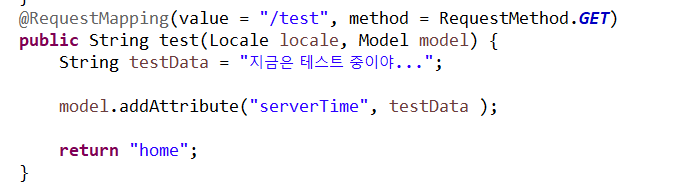 }
@RequestMapping(value = "/test", method = RequestMethod.GET)
public String test(Locale locale, Model model) {
String testData = "지금은 테스트 중이야...";
model.addAttribute("serverTime", testData );
return "home";
}